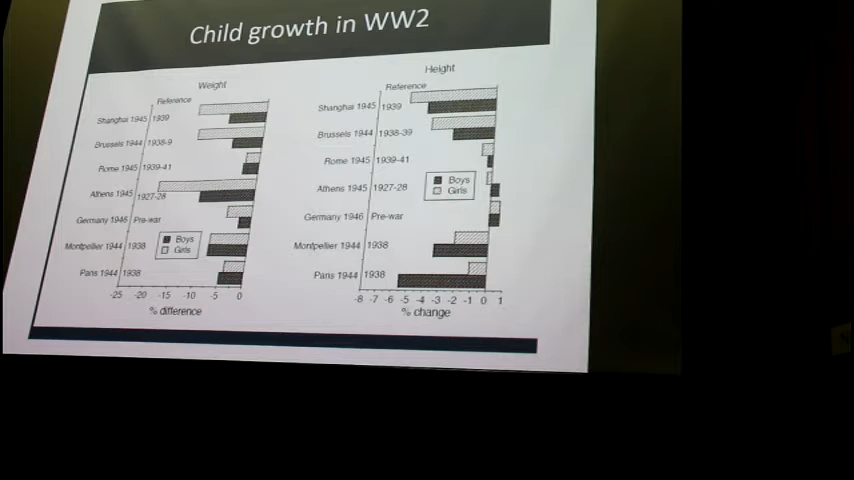 Child growth in WW2
Weight
Reference
Shanghai 1945 1939
Brussels 1944 1938-9
Rome 1945 1939-41
Athens 1945 1927-28
Germany 1946 Pre-war
Montpellier 1944 1938
Paris 1944 1938
Boys
Girls
-25 -20 -15 -10 -5 0
% difference
Height
Reference
Shanghai 1945 1939
Brussels 1944 1938-39
Rome 1945 1939-41
Athens 1945 1927-28
Germany 1946 Pre-war
Montpellier 1944 1938
Paris 1944 1938
Boys
Girls
-8 -7 -6 -5 -4 -3 -2 -1 0 1
% change